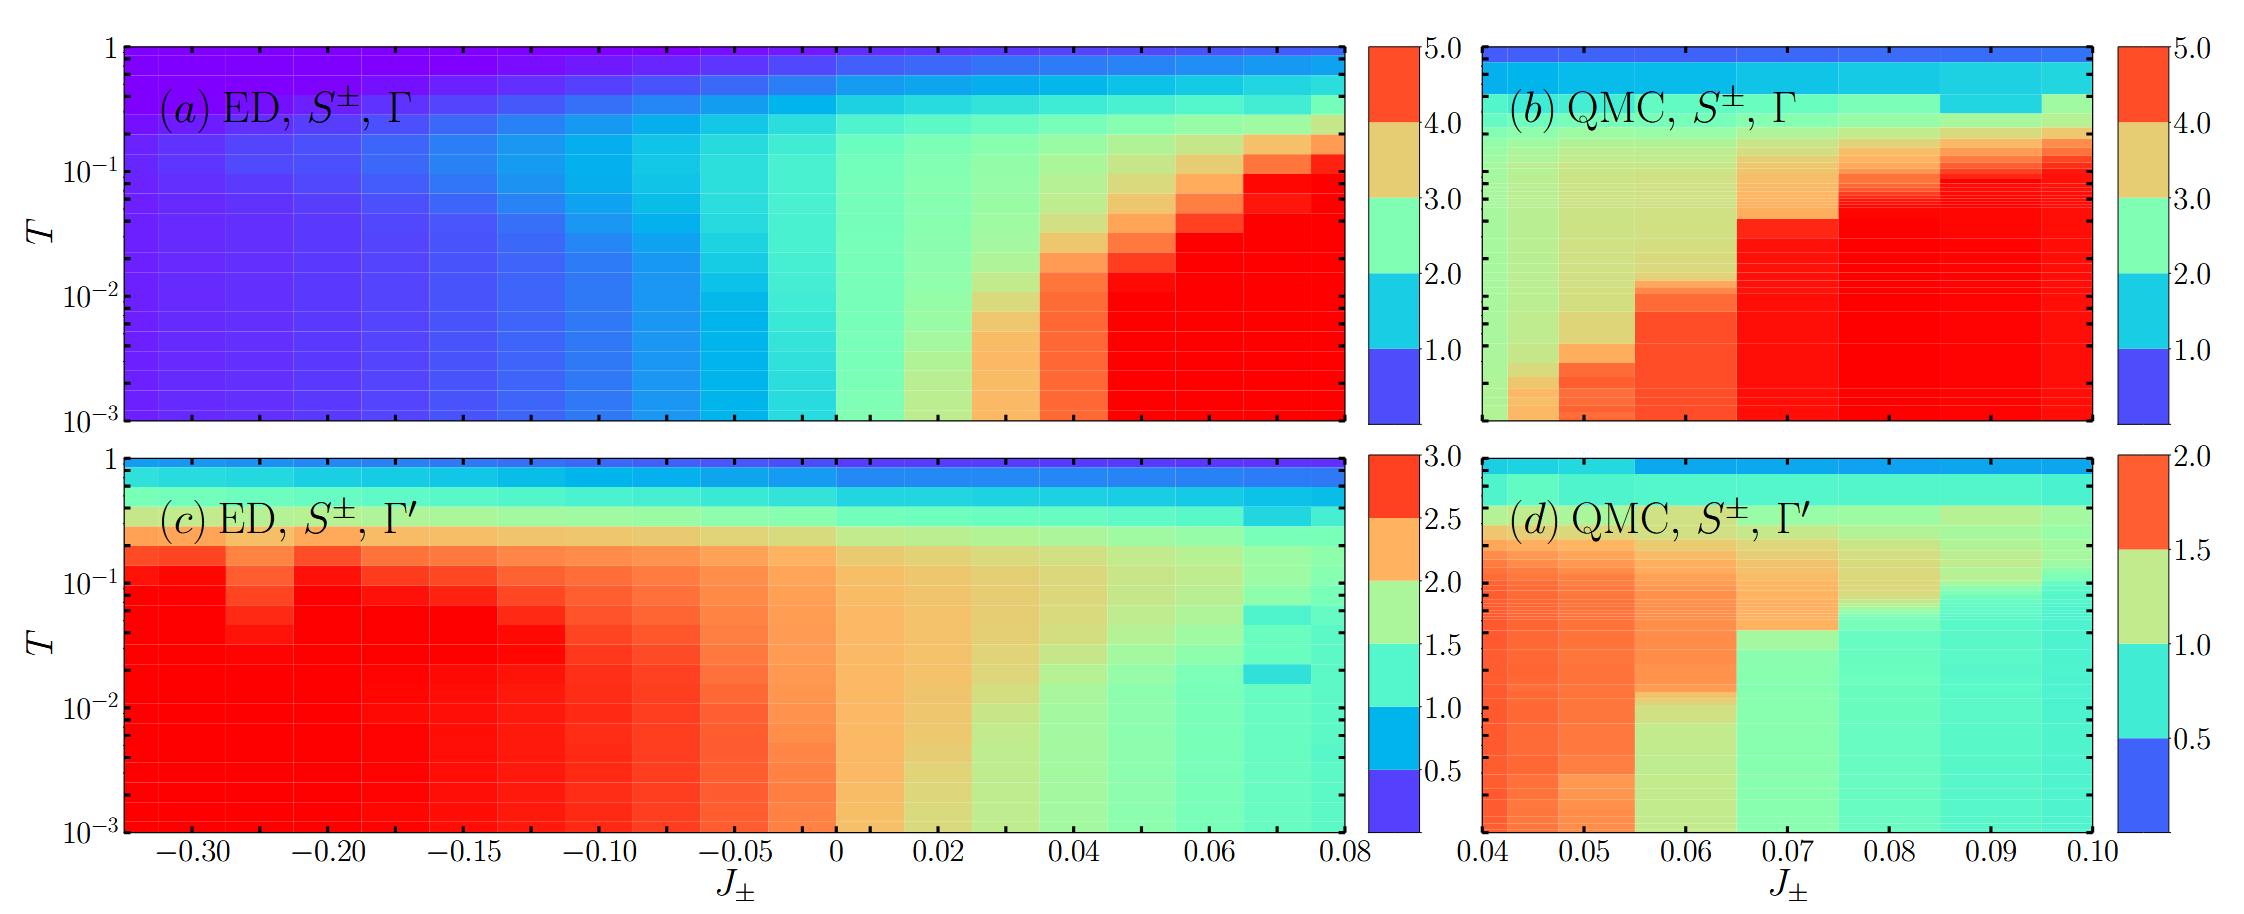 1
10−1
10−2
10−3
T
(a) ED, S±, Γ
5.0
4.0
3.0
2.0
1.0
(b) QMC, S±, Γ
5.0
4.0
3.0
2.0
1.0
1
10−1
10−2
10−3
T
(c) ED, S±, Γ′
3.0
2.5
2.0
1.5
1.0
0.5
(d) QMC, S±, Γ′
2.0
1.5
1.0
0.5
−0.30 −0.20 −0.15 −0.10 −0.05 0 0.02 0.04 0.06 0.08
J±
0.04 0.05 0.06 0.07 0.08 0.09 0.10
J±